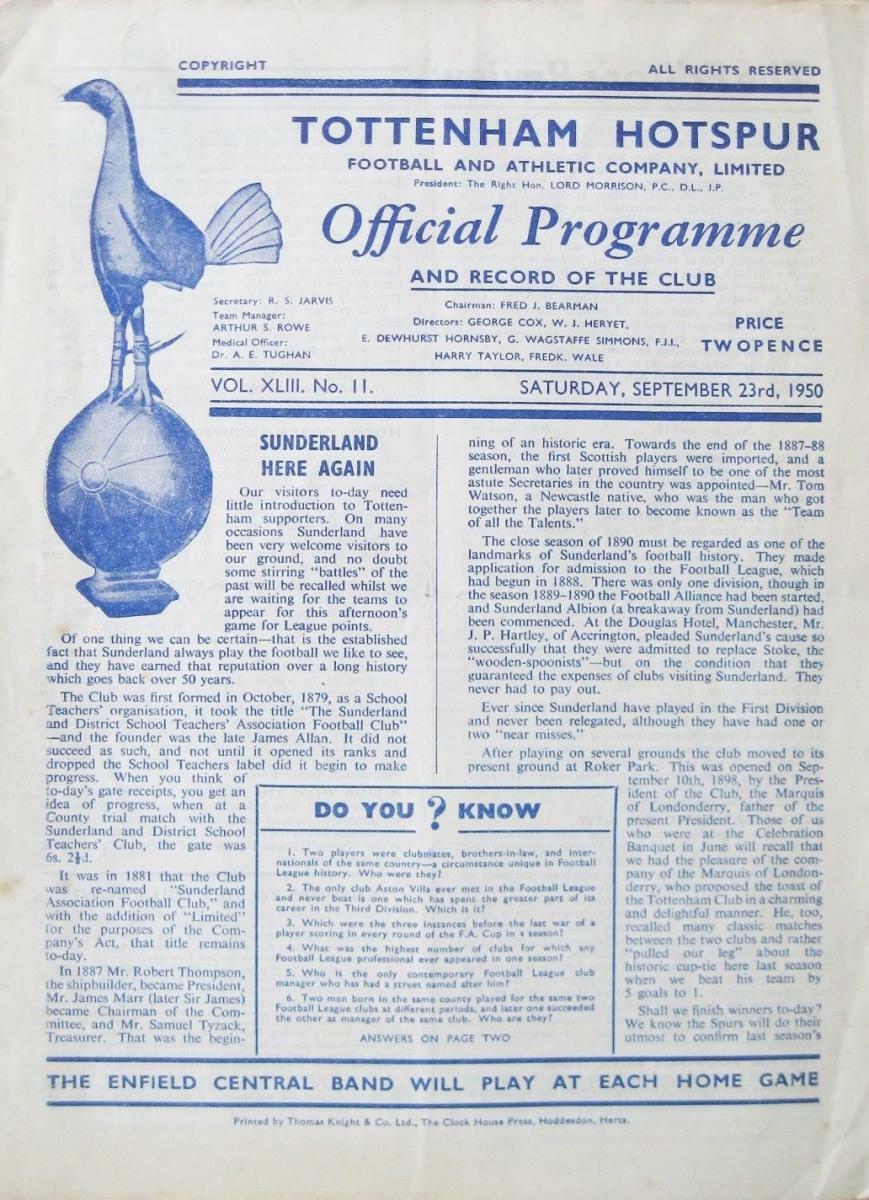 COPYRIGHT
ALL RIGHTS RESERVED
TOTTENHAM HOTSPUR
FOOTBALL AND ATHLETIC COMPANY, LIMITED
President: The Right Hon. LORD MORRISON, P.C., D.L., J.P.
Official Programme
AND RECORD OF THE CLUB
Secretary: R. S. JARVIS
Team Manager:
ARTHUR S. ROWE
Medical Officer:
Dr. A. E. TUGHAN
Chairman: FRED J. BEARMAN
Directors: GEORGE COX, W. J. HERYET,
E. DEWHURST HORNSBY, G. WAGSTAFFE SIMMONS, F.J.I.,
HARRY TAYLOR, FREDK. WALE
PRICE
TWOPENCE
VOL. XLIII. No. 11.
SATURDAY, SEPTEMBER 23rd, 1950
SUNDERLAND
HERE AGAIN
Our visitors to-day need
little introduction to Totten-
ham supporters. On many
occasions Sunderland have
been very welcome visitors to
our ground, and no doubt
some stirring "battles" of the
past will be recalled whilst we
are waiting for the teams to
appear for this afternoon's
game for League points.
Of one thing we can be certain—that is the established
fact that Sunderland always play the football we like to see,
and they have earned that reputation over a long history
which goes back over 50 years.
The Club was first formed in October, 1879, as a School
Teachers' organisation, it took the title "The Sunderland
and District School Teachers' Association Football Club"
—and the founder was the late James Allan. It did not
succeed as such, and not until it opened its ranks and
dropped the School Teachers label did it begin to make
progress. When you think of
to-day's gate receipts, you get an
idea of progress, when at a
County trial match with the
Sunderland and District School
Teachers' Club, the gate was
6s. 2½d.
It was in 1881 that the Club
was re-named "Sunderland
Association Football Club," and
with the addition of "Limited"
for the purposes of the Com-
pany's Act, that title remains
to-day.
In 1887 Mr. Robert Thompson,
the shipbuilder, became President,
Mr. James Marr (later Sir James)
became Chairman of the Com-
mittee, and Mr. Samuel Tyzack,
Treasurer. That was the begin-
ning of an historic era. Towards the end of the 1887-88
season, the first Scottish players were imported, and a
gentleman who later proved himself to be one of the most
astute Secretaries in the country was appointed—Mr. Tom
Watson, a Newcastle native, who was the man who got
together the players later to become known as the "Team
of all the Talents."
The close season of 1890 must be regarded as one of the
landmarks of Sunderland's football history. They made
application for admission to the Football League, which
had begun in 1888. There was only one division, though in
the season 1889-1890 the Football Alliance had been started,
and Sunderland Albion (a breakaway from Sunderland) had
been commenced. At the Douglas Hotel, Manchester, Mr.
J. P. Hartley, of Accrington, pleaded Sunderland's cause so
successfully that they were admitted to replace Stoke, the
"wooden-spoonists"—but on the condition that they
guaranteed the expenses of clubs visiting Sunderland. They
never had to pay out.
Ever since Sunderland have played in the First Division
and never been relegated, although they have had one or
two "near misses."
After playing on several grounds the club moved to its
present ground at Roker Park. This was opened on Sep-
tember 10th, 1898, by the Pres-
ident of the Club, the Marquis
of Londonderry, father of the
present President. Those of us
who were at the Celebration
Banquet in June will recall that
we had the pleasure of the com-
pany of the Marquis of London-
derry, who proposed the toast of
the Tottenham Club in a charming
and delightful manner. He, too,
recalled many classic matches
between the two clubs and rather
"pulled our leg" about the
historic cup-tie here last season
when we beat his team by
5 goals to 1.
Shall we finish winners to-day?
We know the Spurs will do their
utmost to confirm last season's
DO YOU ? KNOW
1. Two players were clubmates, brothers-in-law, and inter-
nationals of the same country—a circumstance unique in Football
League history. Who were they?
2. The only club Aston Villa ever met in the Football League
and never beat is one which has spent the greater part of its
career in the Third Division. Which is it?
3. Which were the three instances before the last war of a
player scoring in every round of the F.A. Cup in a season?
4. What was the highest number of clubs for which any
Football League professional ever appeared in one season?
5. Who is the only contemporary Football League club
manager who has had a street named after him?
6. Two men born in the same county played for the same two
Football League clubs at different periods, and later one succeeded
the other as manager of the same club. Who are they?
ANSWERS ON PAGE TWO
THE ENFIELD CENTRAL BAND WILL PLAY AT EACH HOME GAME
Printed by Thomas Knight & Co. Ltd., The Clock House Press, Hoddesdon, Herts.